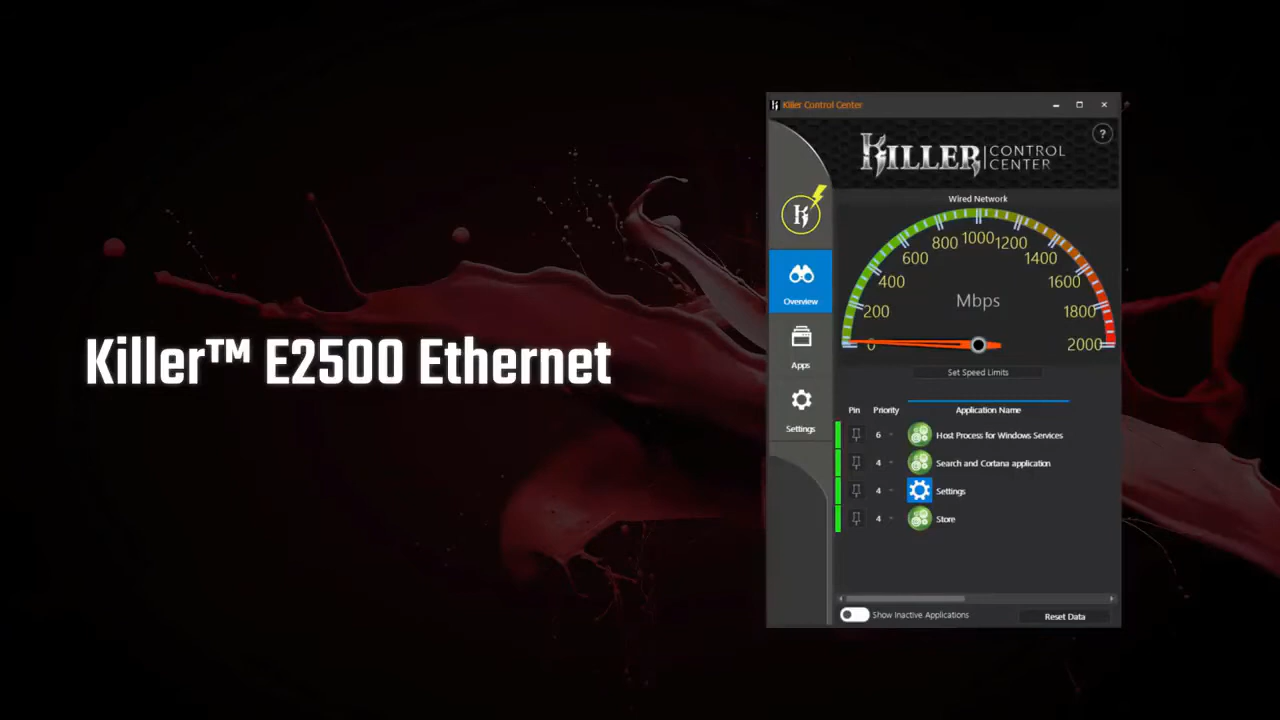 Killer™ E2500 Ethernet
Killer Control Center
KILLER CONTROL CENTER
?
Wired Network
0 200 400 600 800 1000 1200 1400 1600 1800 2000
Mbps
Set Speed Limits
Overview
Apps
Settings
Pin Priority Application Name
6 Host Process for Windows Services
4 Search and Cortana application
4 Settings
4 Store
Show Inactive Applications
Reset Data